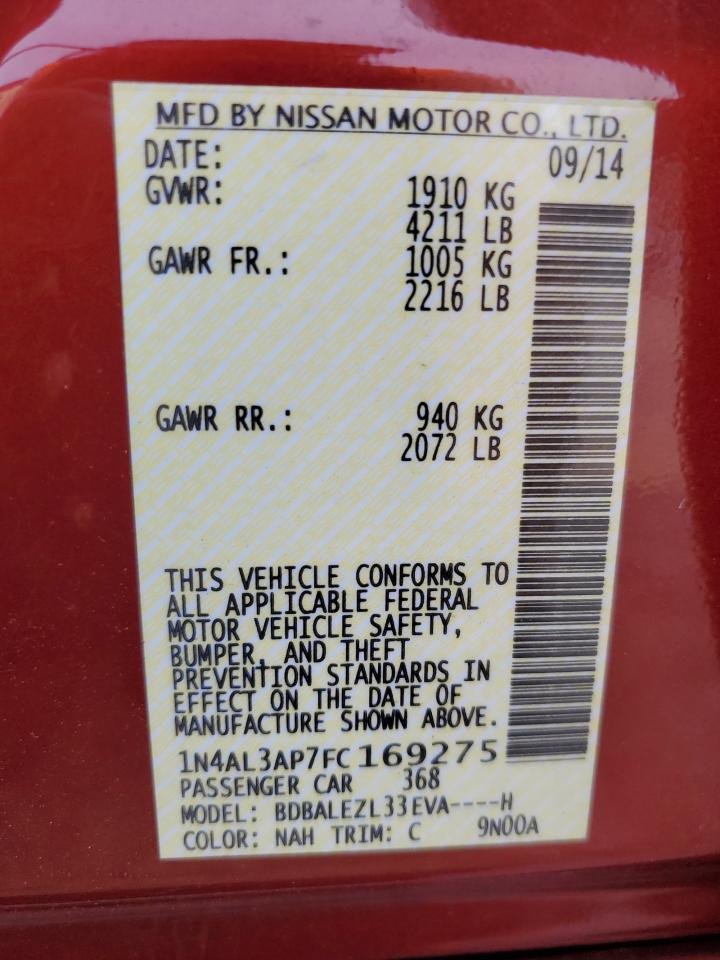 MFD BY NISSAN MOTOR CO., LTD.
DATE: 09/14
GVWR: 1910 KG
4211 LB
GAWR FR.: 1005 KG
2216 LB
GAWR RR.: 940 KG
2072 LB
THIS VEHICLE CONFORMS TO
ALL APPLICABLE FEDERAL
MOTOR VEHICLE SAFETY,
BUMPER, AND THEFT
PREVENTION STANDARDS IN
EFFECT ON THE DATE OF
MANUFACTURE SHOWN ABOVE.
1N4AL3AP7FC169275
PASSENGER CAR 368
MODEL: BDBALEZL33EVA----H
COLOR: NAH TRIM: C 9N00A